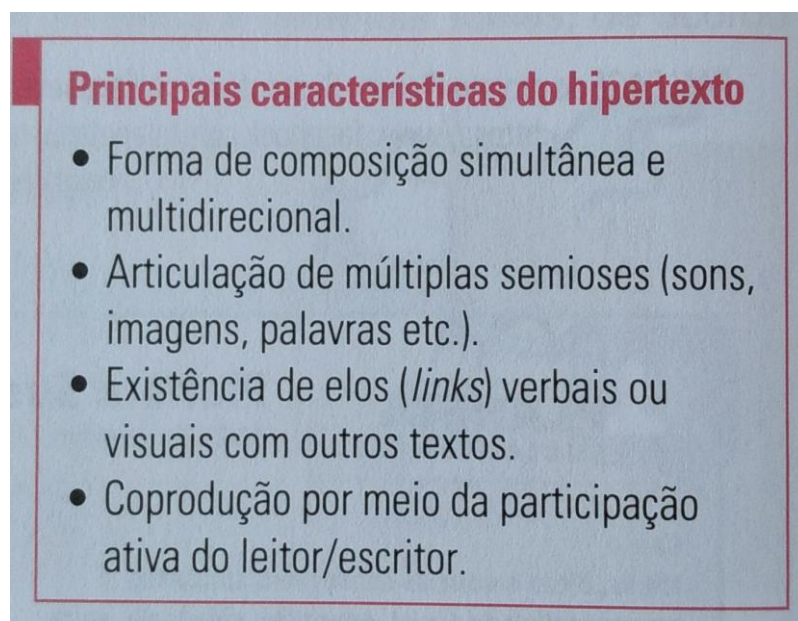 Principais características do hipertexto
• Forma de composição simultânea e
multidirecional.
• Articulação de múltiplas semioses (sons,
imagens, palavras etc.).
• Existência de elos (links) verbais ou
visuais com outros textos.
• Coprodução por meio da participação
ativa do leitor/escritor.